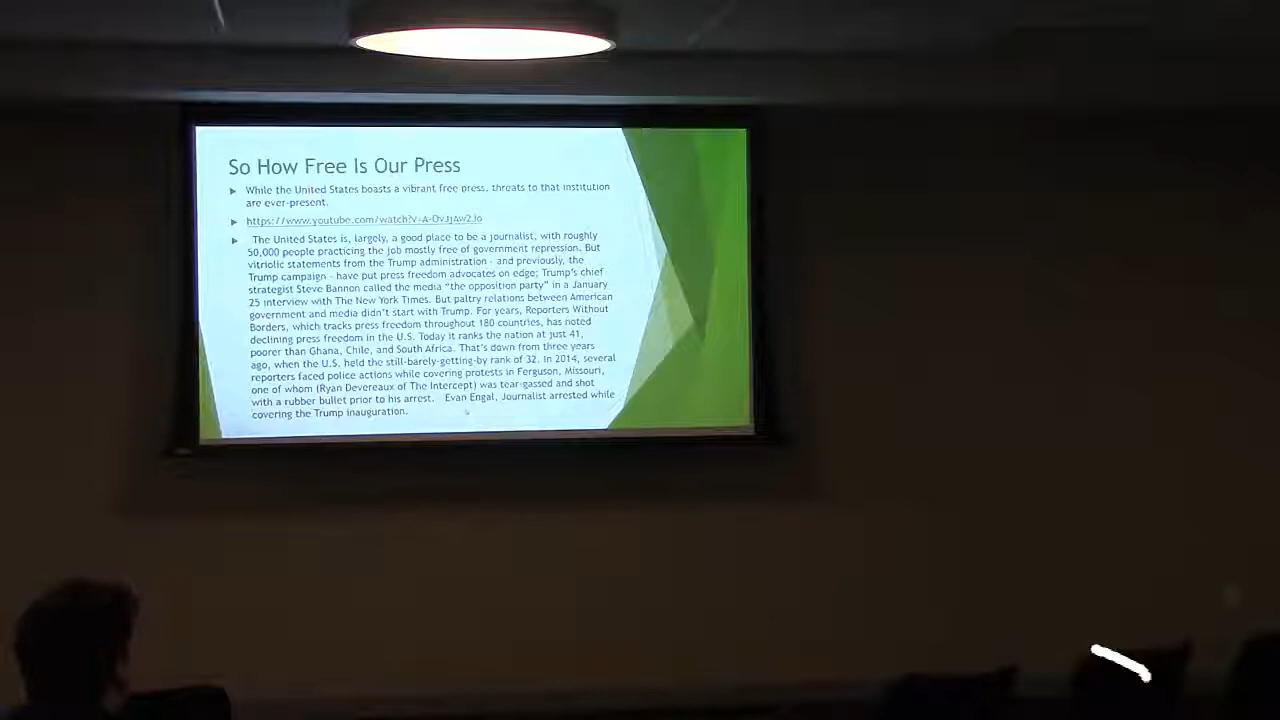 So How Free Is Our Press
While the United States boasts a vibrant free press, threats to that institution
are ever-present.
The United States is, largely, a good place to be a journalist, with roughly
50,000 people practicing the job mostly free of government repression. But
vitriolic statements from the Trump administration - and previously, the
Trump campaign - have put press freedom advocates on edge; Trump's chief
strategist Steve Bannon called the media "the opposition party" in a January
25 interview with The New York Times. But paltry relations between American
government and media didn't start with Trump. For years, Reporters Without
Borders, which tracks press freedom throughout 180 countries, has noted
declining press freedom in the U.S. Today it ranks the nation at just 41,
poorer than Ghana, Chile, and South Africa. That's down from three years
ago, when the U.S. held the still-barely-getting-by rank of 32. In 2014, several
reporters faced police actions while covering protests in Ferguson, Missouri,
one of whom (Ryan Devereaux of The Intercept) was tear-gassed and shot
with a rubber bullet prior to his arrest. Evan Engal, Journalist arrested while
covering the Trump inauguration.